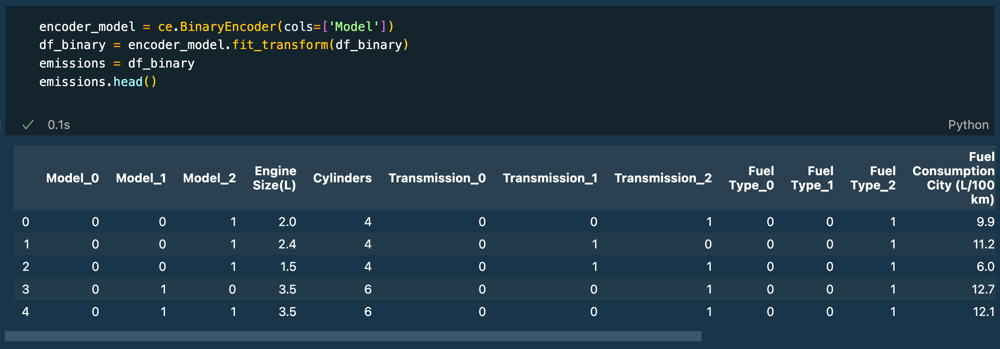 encoder_model = ce.BinaryEncoder(cols=['Model'])
df_binary = encoder_model.fit_transform(df_binary)
emissions = df_binary
emissions.head()
0.1s
Python
Model_0 Model_1 Model_2 Engine Size(L) Cylinders Transmission_0 Transmission_1 Transmission_2 Fuel Type_0 Fuel Type_1 Fuel Type_2 Fuel Consumption City (L/100 km)
0 0 0 1 2.0 4 0 0 1 0 0 1 9.9
1 0 0 1 2.4 4 0 1 0 0 0 1 11.2
2 0 0 1 1.5 4 0 1 1 0 0 1 6.0
3 0 1 0 3.5 6 0 0 1 0 0 1 12.7
4 0 1 1 3.5 6 0 0 1 0 0 1 12.1